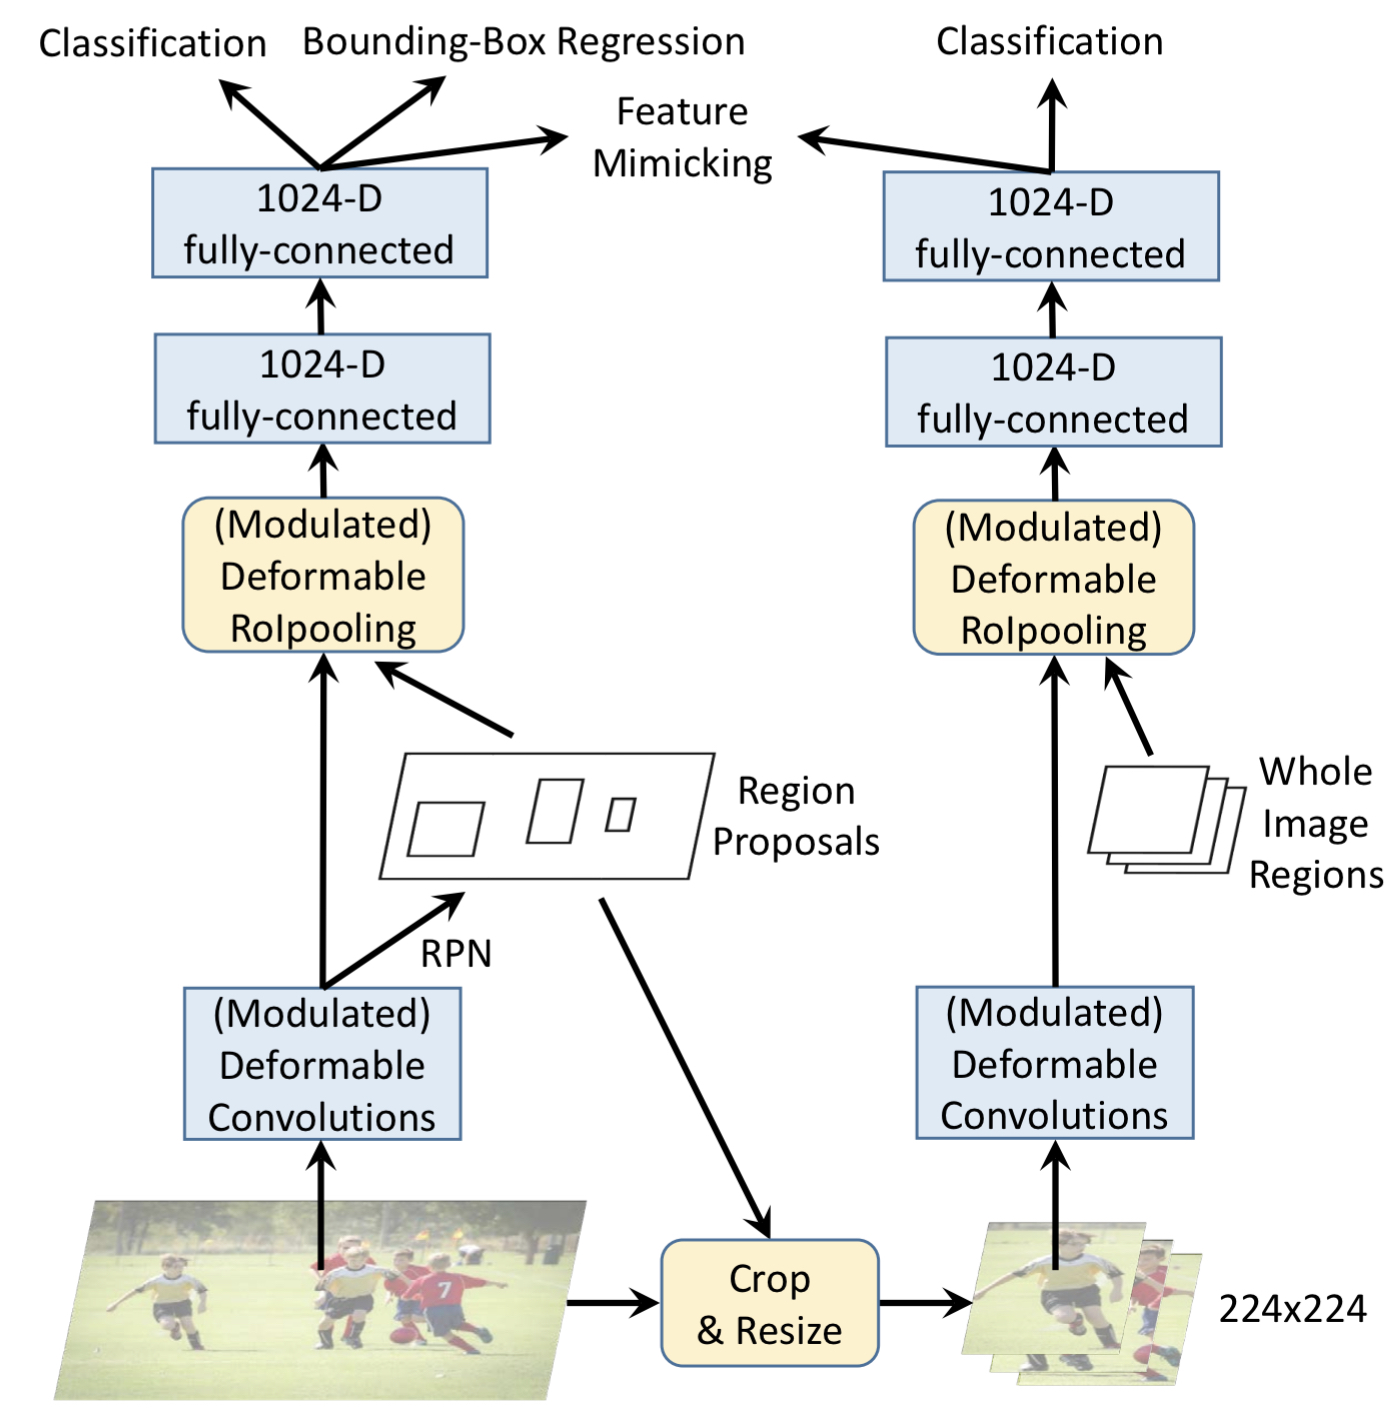 Classification
Bounding-Box Regression
Classification
Feature
Mimicking
1024-D
fully-connected
1024-D
fully-connected
1024-D
fully-connected
1024-D
fully-connected
(Modulated)
Deformable
RoIpooling
(Modulated)
Deformable
RoIpooling
Region
Proposals
Whole
Image
Regions
RPN
(Modulated)
Deformable
Convolutions
(Modulated)
Deformable
Convolutions
7
Crop
& Resize
224x224